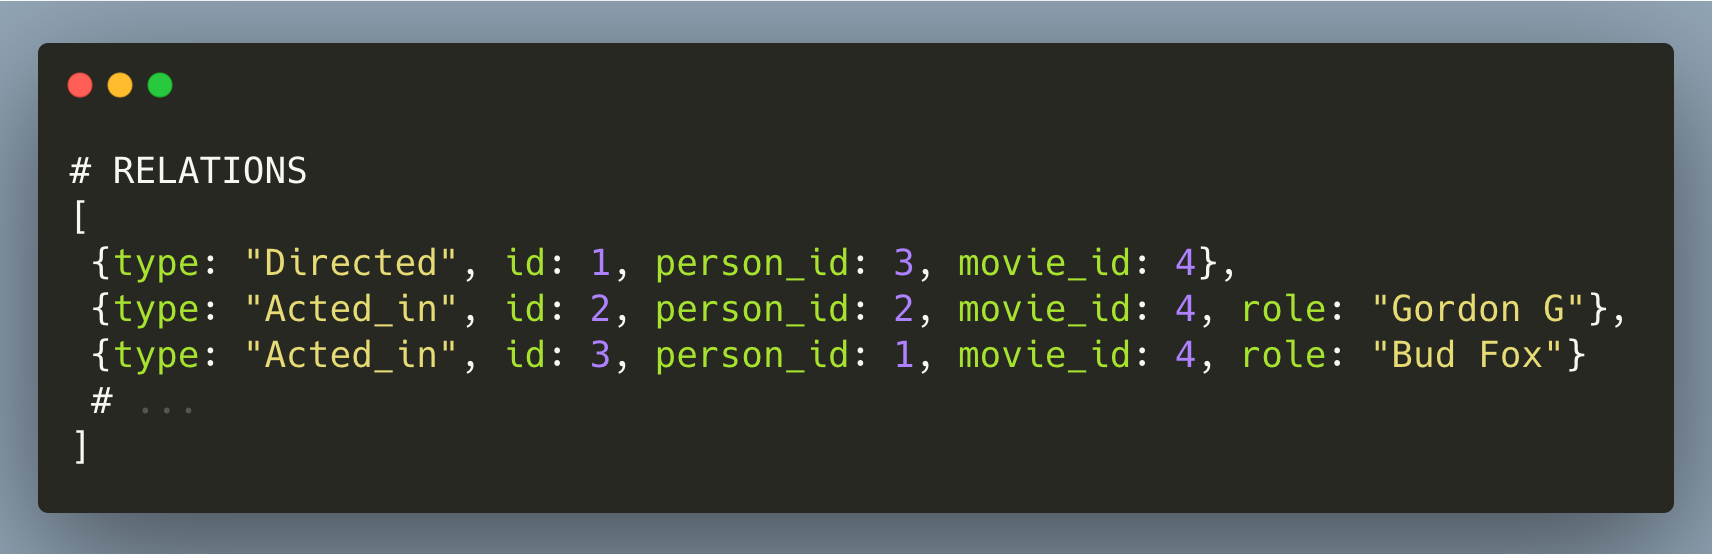 # RELATIONS
[
{type: "Directed", id: 1, person_id: 3, movie_id: 4},
{type: "Acted_in", id: 2, person_id: 2, movie_id: 4, role: "Gordon G"},
{type: "Acted_in", id: 3, person_id: 1, movie_id: 4, role: "Bud Fox"}
# ...
]